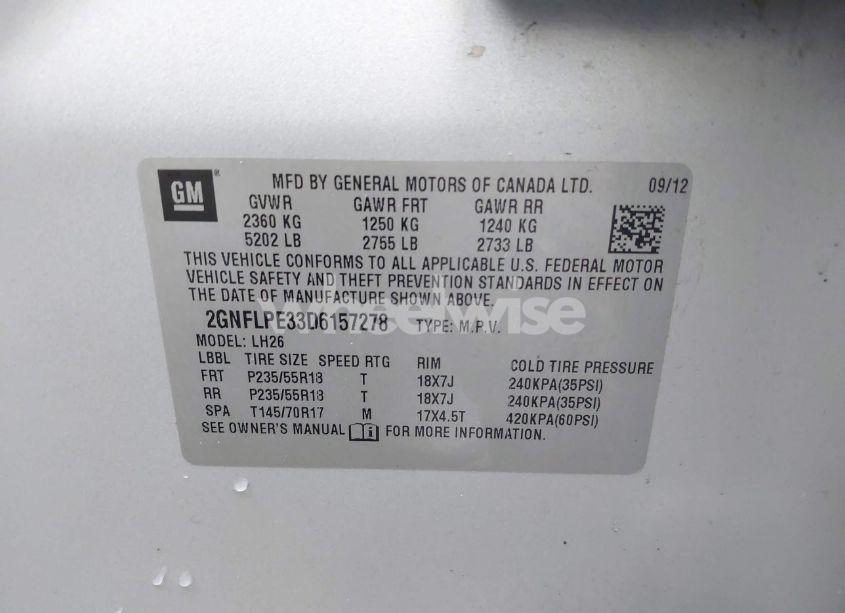 GM
MFD BY GENERAL MOTORS OF CANADA LTD. 09/12
GVWR GAWR FRT GAWR RR
2360 KG 1250 KG 1240 KG
5202 LB 2755 LB 2733 LB
THIS VEHICLE CONFORMS TO ALL APPLICABLE U.S. FEDERAL MOTOR
VEHICLE SAFETY AND THEFT PREVENTION STANDARDS IN EFFECT ON
THE DATE OF MANUFACTURE SHOWN ABOVE.
wheelwise
2GNFLPE33D6157278 TYPE: M.P.V.
MODEL: LH26
LBBL TIRE SIZE SPEED RTG RIM COLD TIRE PRESSURE
FRT P235/55R18 T 18X7J 240KPA(35PSI)
RR P235/55R18 T 18X7J 240KPA(35PSI)
SPA T145/70R17 M 17X4.5T 420KPA(60PSI)
SEE OWNER'S MANUAL FOR MORE INFORMATION.